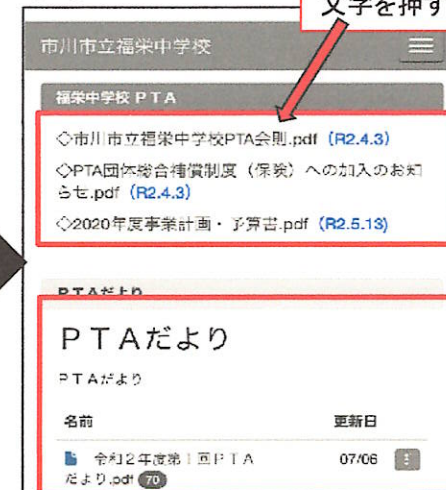 文字を押す
市川市立福栄中学校
福栄中学校 ＰＴＡ
◇市川市立福栄中学校PTA会則.pdf (R2.4.3)
◇PTA団体総合補償制度（保険）への加入のお知
らせ.pdf (R2.4.3)
◇2020年度事業計画・予算書.pdf (R2.5.13)
ＰＴＡだより
ＰＴＡだより
ＰＴＡだより
名前 更新日
令和２年度第１回ＰＴＡ 07/06
だより.pdf 70